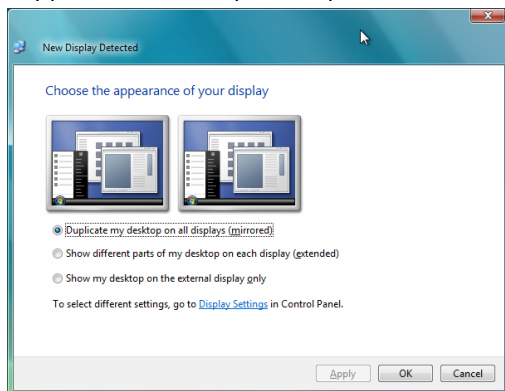 New Display Detected
Choose the appearance of your display
Duplicate my desktop on all displays (mirrored)
Show different parts of my desktop on each display (extended)
Show my desktop on the external display only
To select different settings, go to Display Settings in Control Panel.
Apply OK Cancel